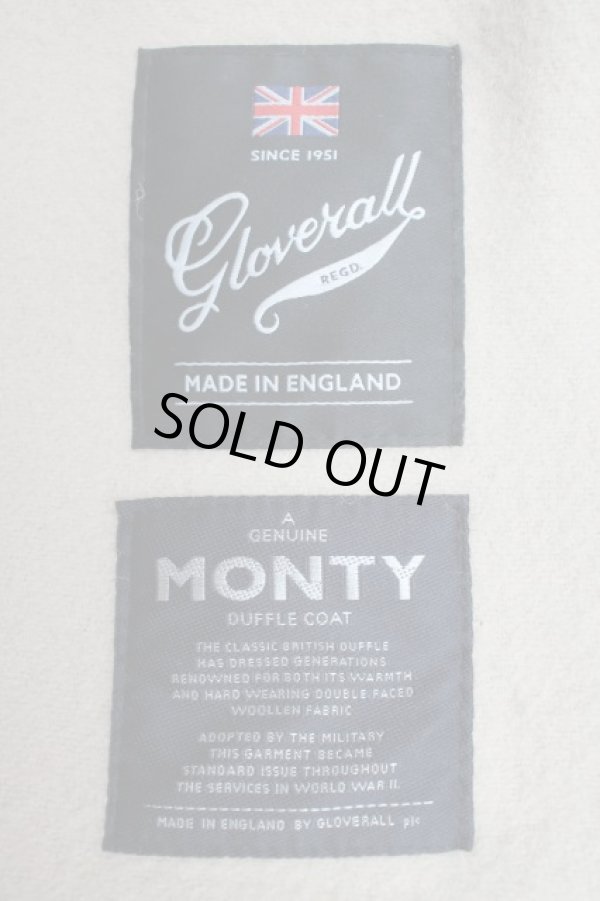 SINCE 1951
Gloverall
REGD.
MADE IN ENGLAND
SOLD OUT
A
GENUINE
MONTY
DUFFLE COAT
THE CLASSIC BRITISH DUFFLE
HAS DRESSED GENERATIONS
RENOWNED FOR BOTH ITS WARMTH
AND HARD WEARING DOUBLE FACED
WOOLLEN FABRIC
ADOPTED BY THE MILITARY
THIS GARMENT BECAME
STANDARD ISSUE THROUGHOUT
THE SERVICES IN WORLD WAR II.
MADE IN ENGLAND BY GLOVERALL plc